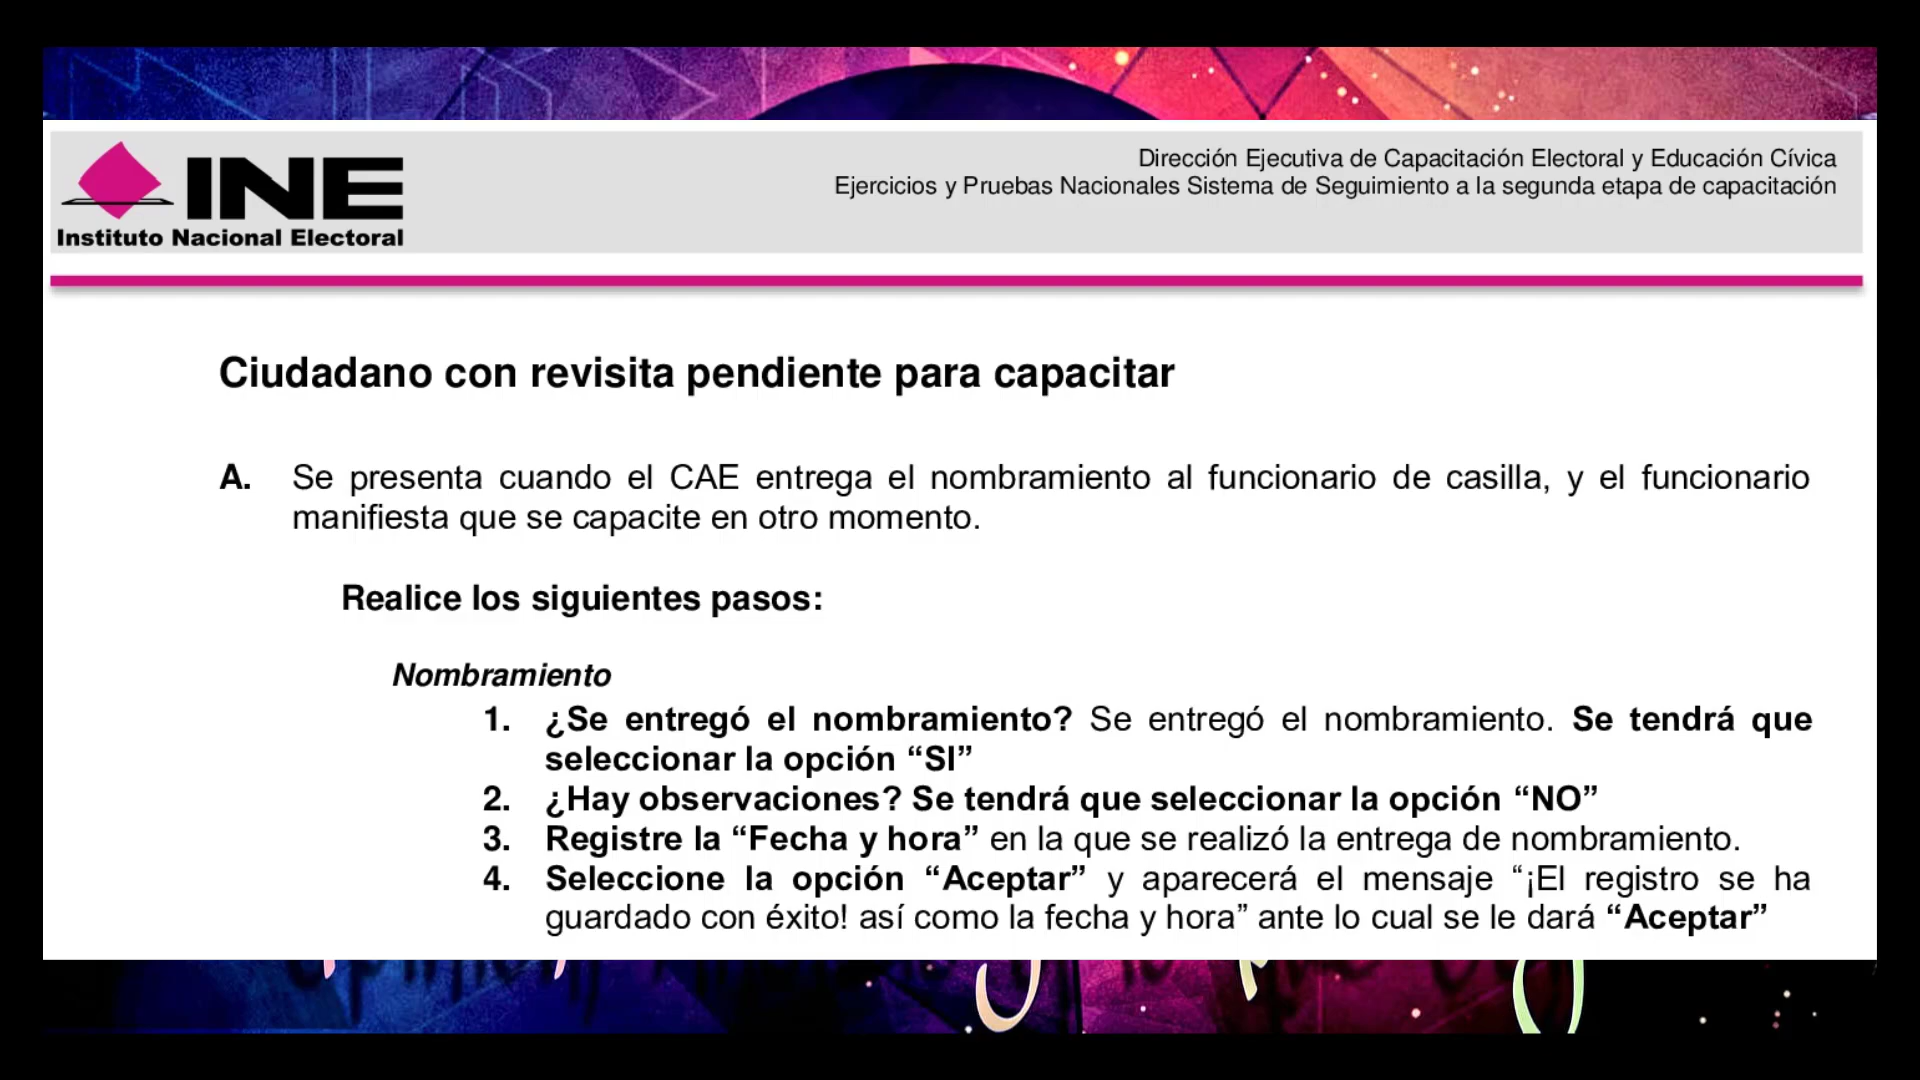 INE
Instituto Nacional Electoral
Dirección Ejecutiva de Capacitación Electoral y Educación Cívica
Ejercicios y Pruebas Nacionales Sistema de Seguimiento a la segunda etapa de capacitación
Ciudadano con revisita pendiente para capacitar
A. Se presenta cuando el CAE entrega el nombramiento al funcionario de casilla, y el funcionario
manifiesta que se capacite en otro momento.
Realice los siguientes pasos:
Nombramiento
1. ¿Se entregó el nombramiento? Se entregó el nombramiento. Se tendrá que
seleccionar la opción “SI”
2. ¿Hay observaciones? Se tendrá que seleccionar la opción “NO”
3. Registre la “Fecha y hora” en la que se realizó la entrega de nombramiento.
4. Seleccione la opción “Aceptar” y aparecerá el mensaje “¡El registro se ha
guardado con éxito! así como la fecha y hora” ante lo cual se le dará “Aceptar”